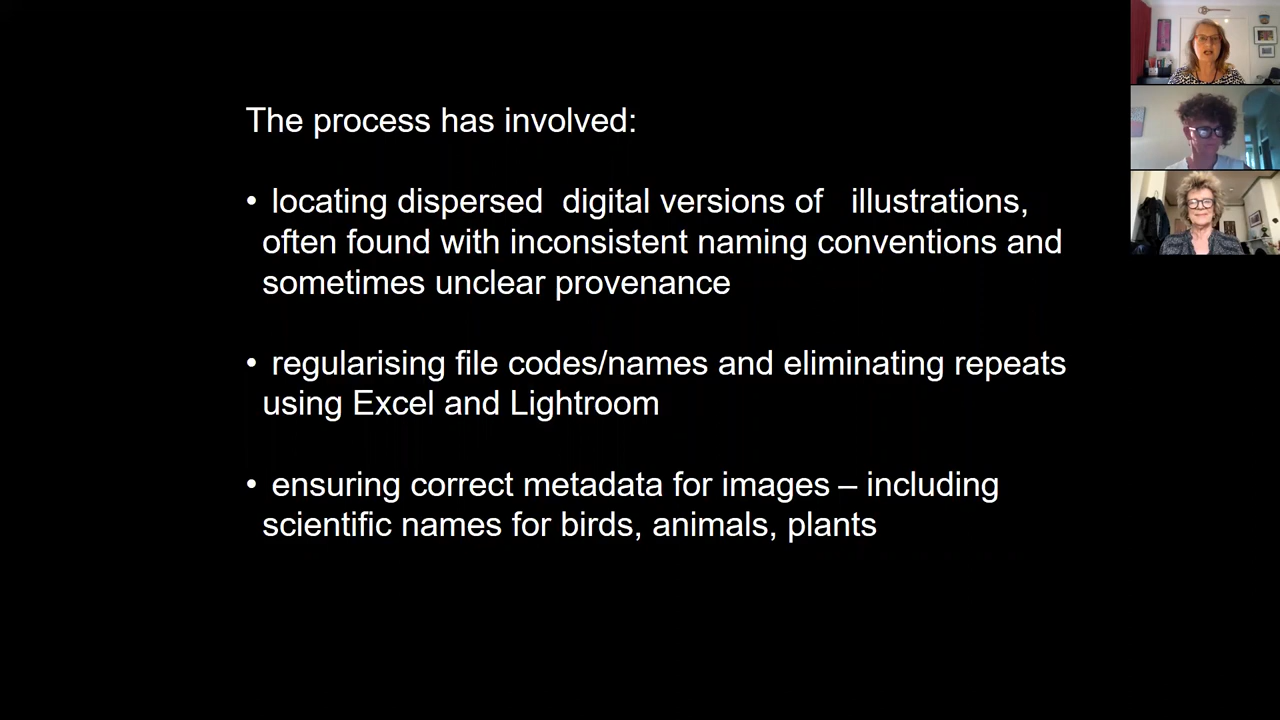 The process has involved:
• locating dispersed digital versions of illustrations,
often found with inconsistent naming conventions and
sometimes unclear provenance
• regularising file codes/names and eliminating repeats
using Excel and Lightroom
• ensuring correct metadata for images – including
scientific names for birds, animals, plants